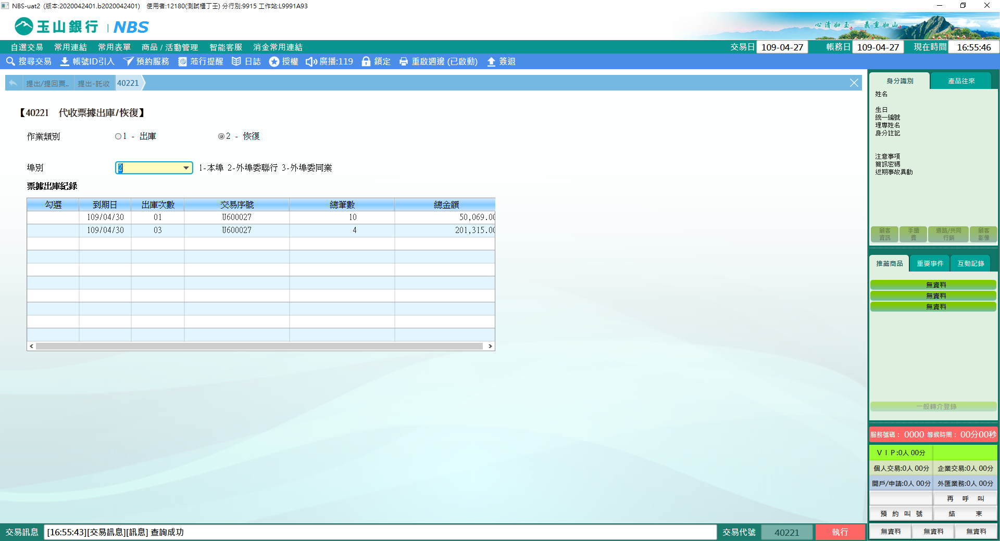 NBS-uat2 (版本:2020042401.b2020042401) 使用者:12180(測試櫃丁壬) 分行別:9915 工作站:L9991A93
玉山銀行 | NBS
心清如玉。 義重如山。
自選交易 常用連結 常用表單 商品 / 活動管理 智能客服 消金常用連結
交易日 109-04-27 帳務日 109-04-27 現在時間 16:55:46
搜尋交易 帳號ID引入 預約服務 蒞行提醒 日誌 授權 廣播:119 鎖定 重啟週邊 (已啟動) 簽退
提出/提回票.. 提出-託收 40221
【40221 代收票據出庫/恢復】
作業類別 1 - 出庫 2 - 恢復
埠別 2 1-本埠 2-外埠委聯行 3-外埠委同業
票據出庫紀錄
勾選 到期日 出庫次數 交易序號 總筆數 總金額
109/04/30 01 U600027 10 50,069.00
109/04/30 03 U600027 4 201,315.00
身分識別 產品往來
姓名
生日
統一編號
理專姓名
身分註記
注意事項
簡訊密碼
近期事故異動
顧客資訊 手續費 通路/共同行銷 顧客影像
推薦商品 重要事件 互動記錄
無資料
無資料
無資料
一般轉介登錄
服務號碼： 0000 等候時間： 00分00秒
ＶＩＰ:0人 00分
個人交易:0人 00分 企業交易:0人 00分
開戶/申請:0人 00分 外匯業務:0人 00分
再 呼 叫
預 約 叫 號 結 束
無資料 無資料 無資料
交易訊息 [16:55:43][交易訊息][訊息] 查詢成功 交易代號 40221 執行